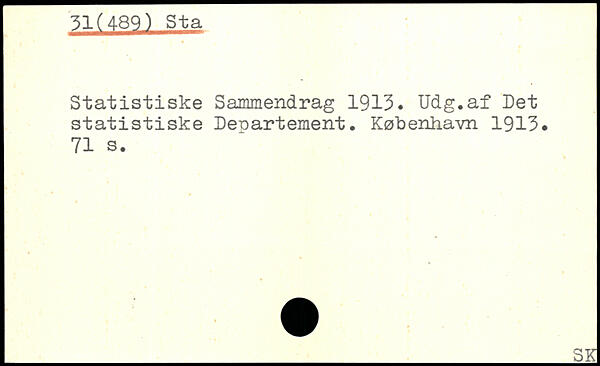 31(489) Sta
Statistiske Sammendrag 1913. Udg.af Det
statistiske Departement. København 1913.
71 s.
SK